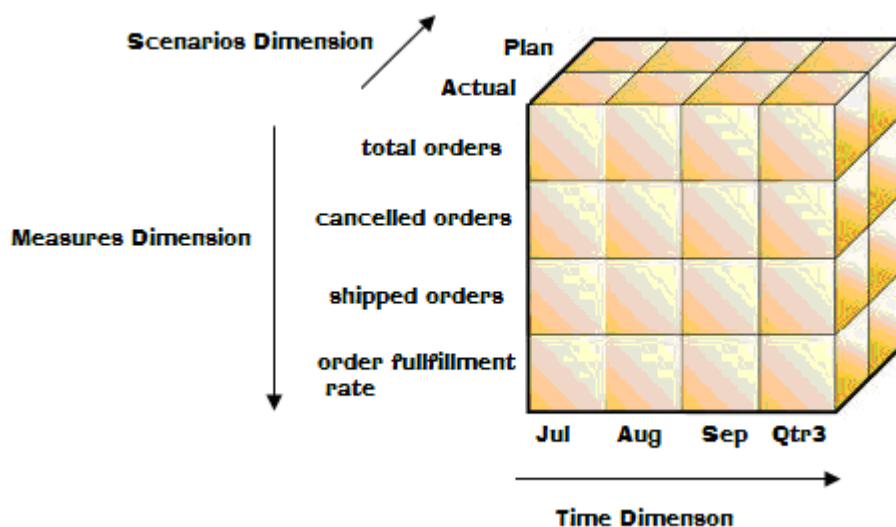 Scenarios Dimension
Plan
Actual
total orders
cancelled orders
Measures Dimension
shipped orders
order fullfillment
rate
Jul Aug Sep Qtr3
Time Dimenson